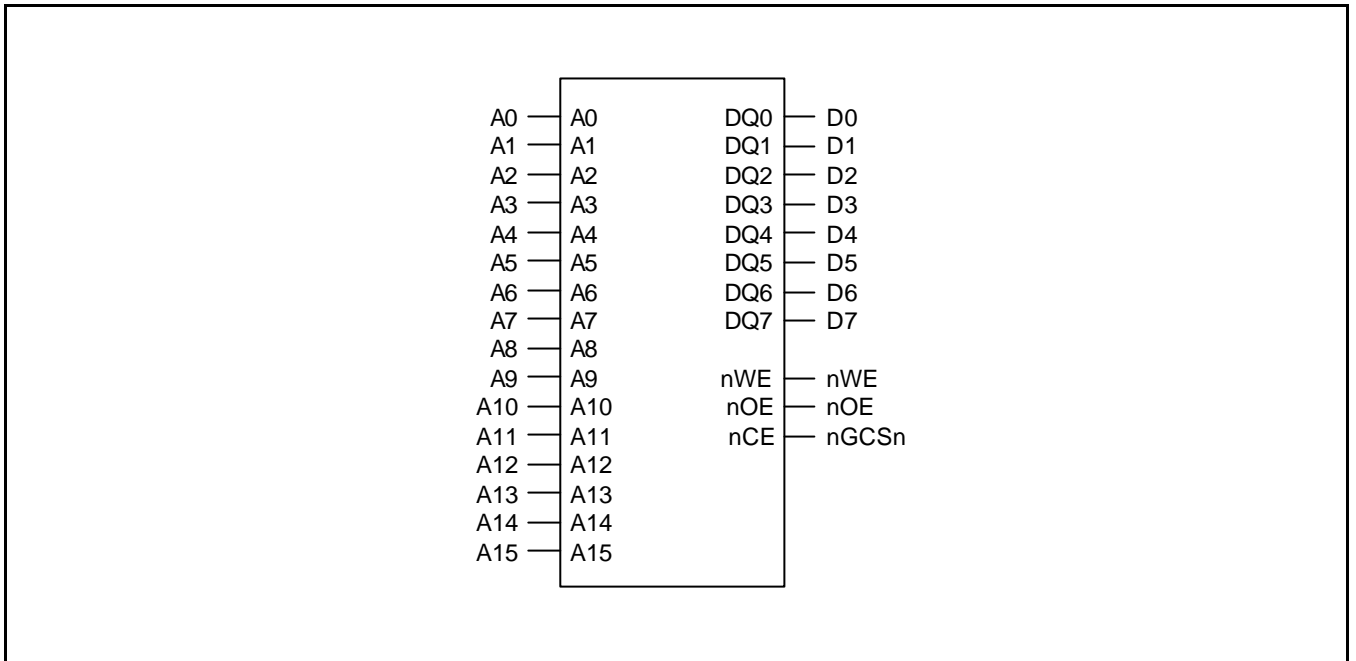 A0 A0 DQ0 D0
A1 A1 DQ1 D1
A2 A2 DQ2 D2
A3 A3 DQ3 D3
A4 A4 DQ4 D4
A5 A5 DQ5 D5
A6 A6 DQ6 D6
A7 A7 DQ7 D7
A8 A8
A9 A9 nWE nWE
A10 A10 nOE nOE
A11 A11 nCE nGCSn
A12 A12
A13 A13
A14 A14
A15 A15